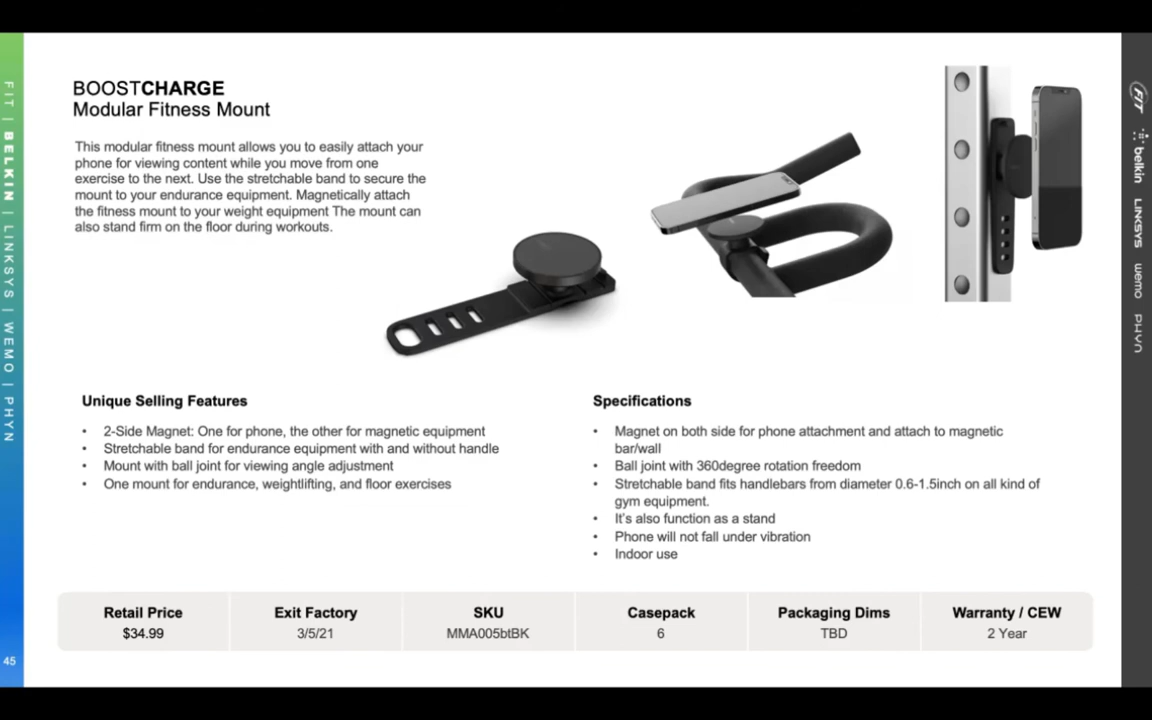 FIT | BELKIN | LINKSYS | WEMO | PHYN
45
BOOSTCHARGE
Modular Fitness Mount
This modular fitness mount allows you to easily attach your
phone for viewing content while you move from one
exercise to the next. Use the stretchable band to secure the
mount to your endurance equipment. Magnetically attach
the fitness mount to your weight equipment The mount can
also stand firm on the floor during workouts.
Unique Selling Features
• 2-Side Magnet: One for phone, the other for magnetic equipment
• Stretchable band for endurance equipment with and without handle
• Mount with ball joint for viewing angle adjustment
• One mount for endurance, weightlifting, and floor exercises
Specifications
• Magnet on both side for phone attachment and attach to magnetic
bar/wall
• Ball joint with 360degree rotation freedom
• Stretchable band fits handlebars from diameter 0.6-1.5inch on all kind of
gym equipment.
• It's also function as a stand
• Phone will not fall under vibration
• Indoor use
Retail Price Exit Factory SKU Casepack Packaging Dims Warranty / CEW
$34.99 3/5/21 MMA005btBK 6 TBD 2 Year
FIT
belkin
LINKSYS
wemo
PHYN